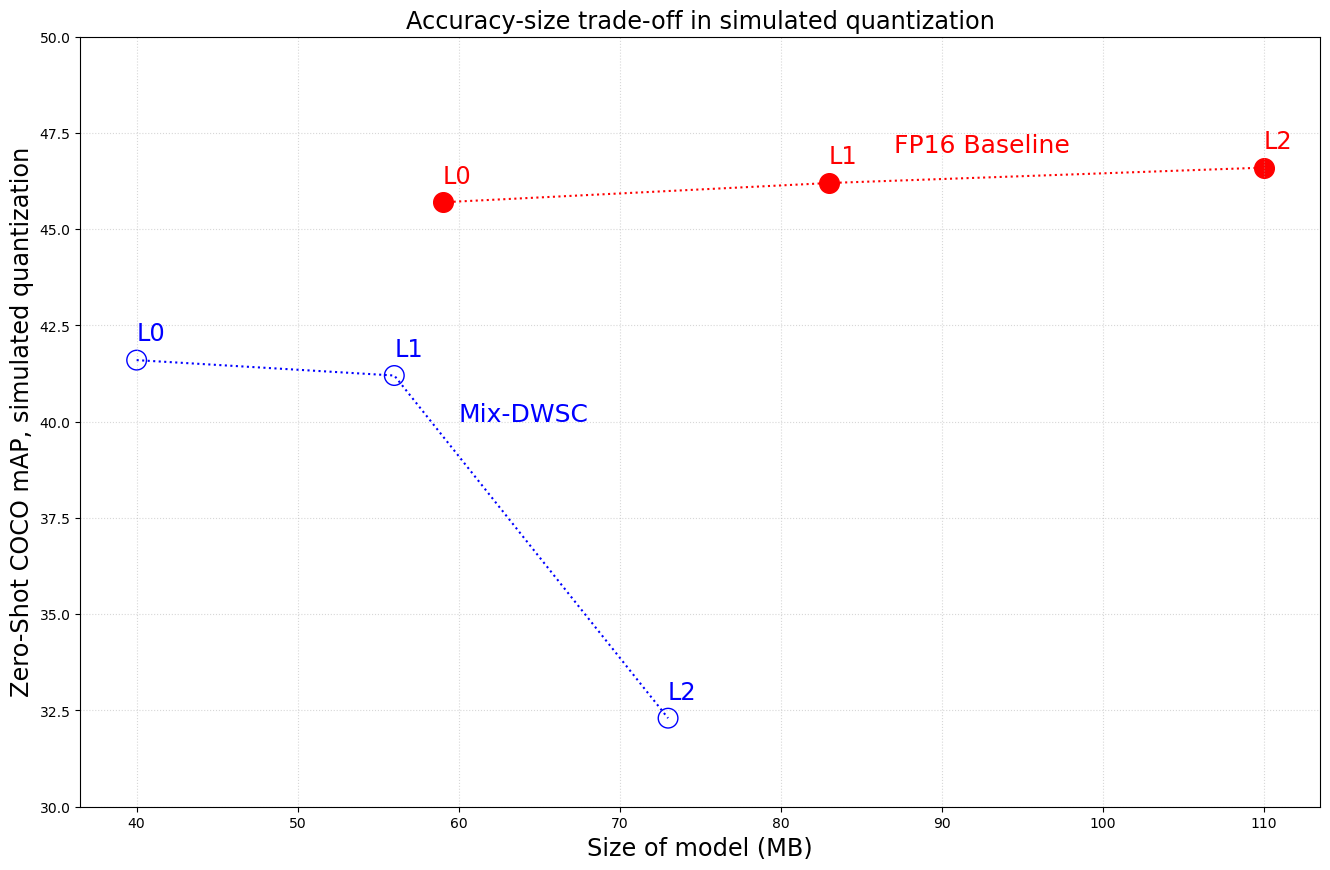 Accuracy-size trade-off in simulated quantization
50.0
47.5
45.0
42.5
40.0
37.5
35.0
32.5
30.0
Zero-Shot COCO mAP, simulated quantization
L0
L1
FP16 Baseline
L2
L0
L1
Mix-DWSC
L2
40 50 60 70 80 90 100 110
Size of model (MB)